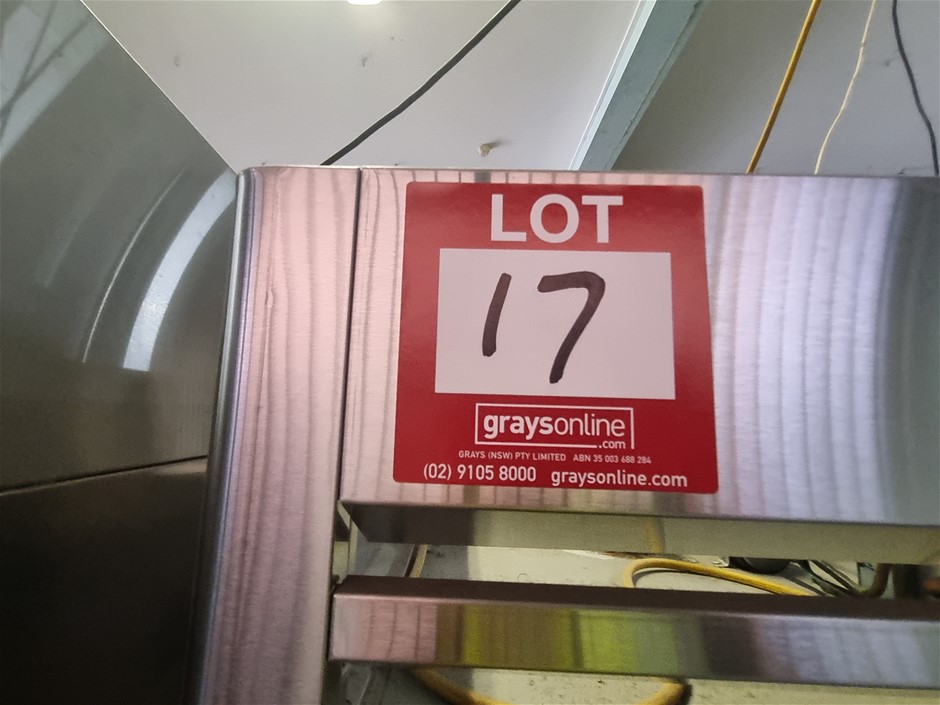 LOT
17
graysonline
.com
GRAYS (NSW) PTY LIMITED ABN 35 003 688 284
(02) 9105 8000 graysonline.com